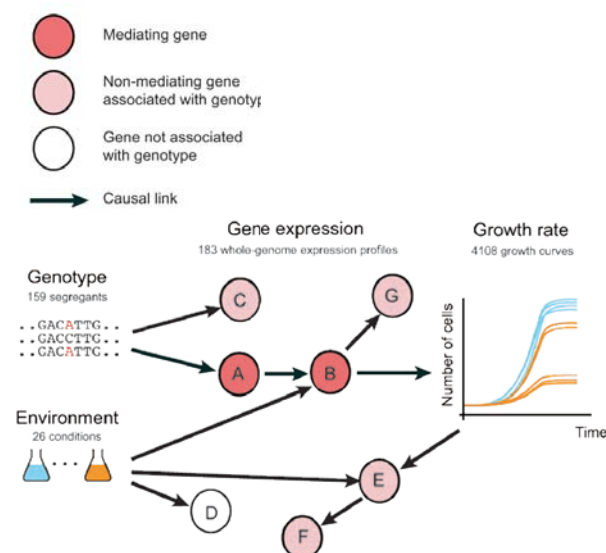 Mediating gene
Non-mediating gene
associated with genotyp
Gene not associated
with genotype
Causal link
Gene expression
183 whole-genome expression profiles
Growth rate
4108 growth curves
Genotype
159 segregants
..GACATTG..
..GACCTTG..
..GACATTG..
C
G
A
B
Number of cells
Time
Environment
26 conditions
...
E
D
F